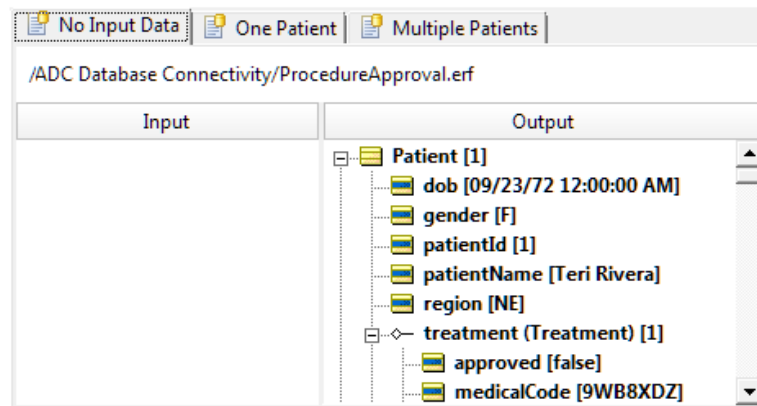 No Input Data One Patient Multiple Patients
/ADC Database Connectivity/ProcedureApproval.erf
Input Output
Patient [1]
dob [09/23/72 12:00:00 AM]
gender [F]
patientId [1]
patientName [Teri Rivera]
region [NE]
treatment (Treatment) [1]
approved [false]
medicalCode [9WB8XDZ]